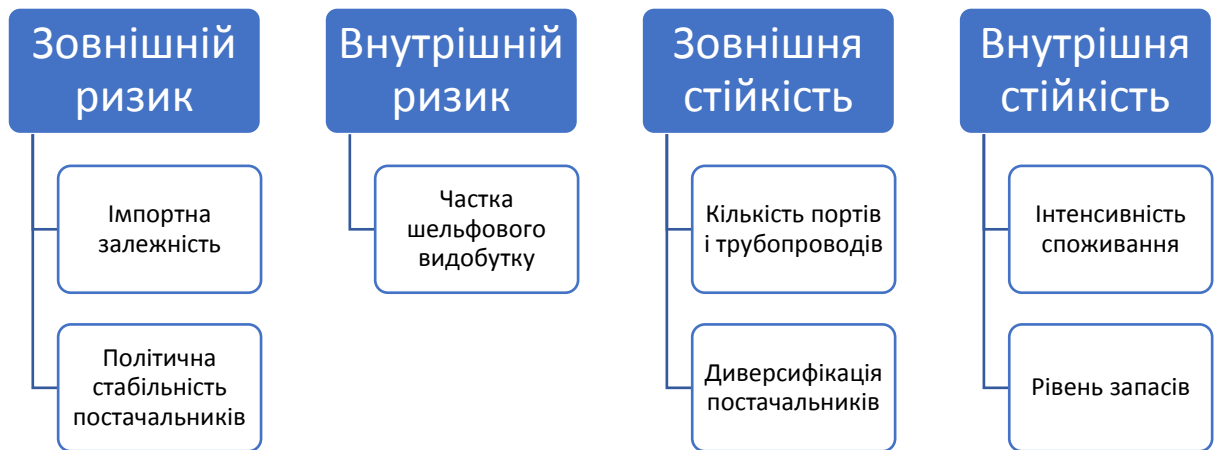 Зовнішній
ризик
Імпортна
залежність
Політична
стабільність
постачальників
Внутрішній
ризик
Частка
шельфового
видобутку
Зовнішня
стійкість
Кількість портів
і трубопроводів
Диверсифікація
постачальників
Внутрішня
стійкість
Інтенсивність
споживання
Рівень запасів